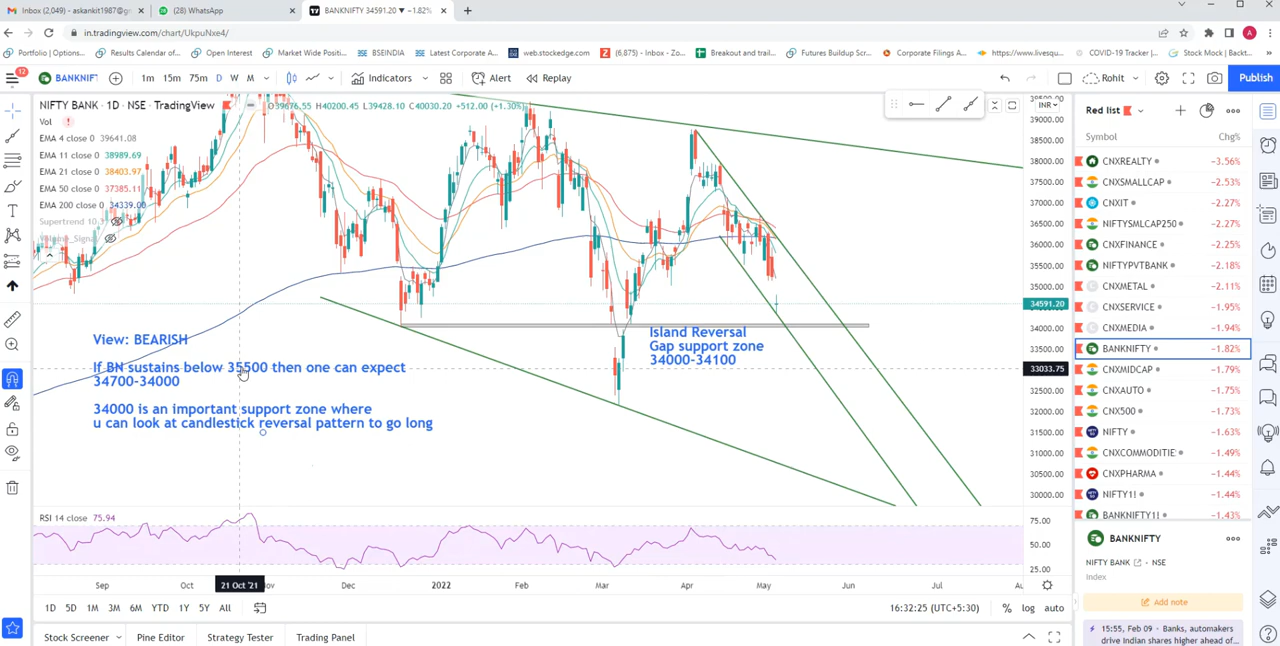 Inbox (2,049) - askankit1987@g
(28) WhatsApp
BANKNIFTY 34591.20 ▼ −1.82%
in.tradingview.com/chart/UkpuNxe4/
Portfolio | Options...
Results Calendar of...
Open Interest
Market Wide Positi...
BSEINDIA
Latest Corporate A...
web.stockedge.com
(6,875) - Inbox - Zo...
Breakout and trail...
Futures Buildup Scr...
Corporate Filings A...
https://www.livesqu...
COVID-19 Tracker |...
Stock Mock | Backt...
12
BANKNIFT
1m 15m 75m D W M
Indicators
Alert
Replay
Rohit
Publish
NIFTY BANK · 1D · NSE · TradingView
O39676.55 H40200.45 L39428.10 C40030.20 +512.00 (+1.30%)
Vol
EMA 4 close 0 39641.08
EMA 11 close 0 38989.69
EMA 21 close 0 38403.97
EMA 50 close 0 37385.11
EMA 200 close 0 34339.00
Supertrend 10
View: BEARISH
If BN sustains below 35500 then one can expect
34700-34000
34000 is an important support zone where
u can look at candlestick reversal pattern to go long
Island Reversal
Gap support zone
34000-34100
INR
39500.00
39000.00
38500.00
38000.00
37500.00
37000.00
36500.00
36000.00
35500.00
35000.00
34591.20
34000.00
33500.00
33033.75
32500.00
32000.00
31500.00
31000.00
30500.00
30000.00
RSI 14 close 75.94
75.00
50.00
25.00
Sep Oct 21 Oct '21 Nov Dec 2022 Feb Mar Apr May Jun Jul Au
1D 5D 1M 3M 6M YTD 1Y 5Y All
16:32:25 (UTC+5:30) % log auto
Stock Screener Pine Editor Strategy Tester Trading Panel
Red list
Symbol Chg%
CNXREALTY −3.56%
CNXSMALLCAP −2.53%
CNXIT −2.27%
NIFTYSMLCAP250 −2.27%
CNXFINANCE −2.25%
NIFTYPVTBANK −2.18%
CNXMETAL −2.11%
CNXSERVICE −1.95%
CNXMEDIA −1.94%
BANKNIFTY −1.82%
CNXMIDCAP −1.79%
CNXAUTO −1.75%
CNX500 −1.73%
NIFTY −1.63%
CNXCOMMODITIE −1.49%
CNXPHARMA −1.44%
NIFTY1! −1.44%
BANKNIFTY1! −1.43%
BANKNIFTY
NIFTY BANK · NSE
Index
Add note
15:55, Feb 09 · Banks, automakers
drive Indian shares higher ahead of...